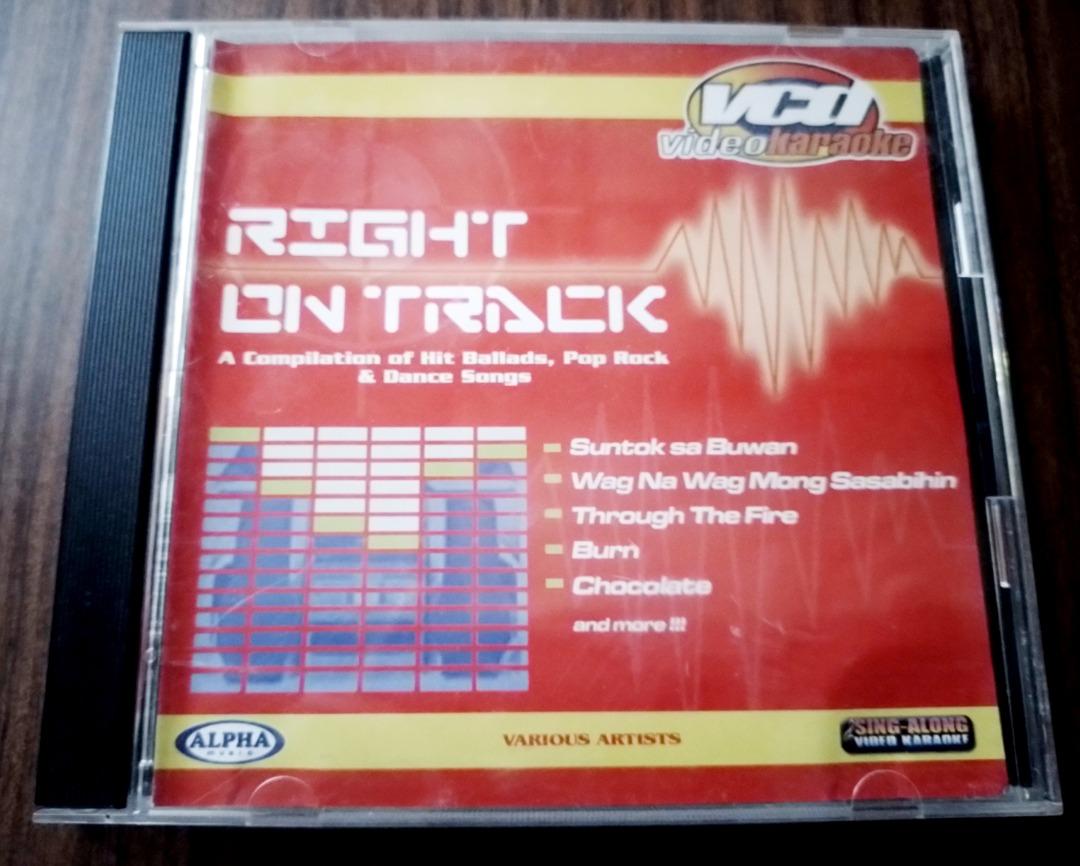 vcd
videokaraoke
RIGHT
ON TRACK
A Compilation of Hit Ballads, Pop Rock
& Dance Songs
Suntok sa Buwan
Wag Na Wag Mong Sasabihin
Through The Fire
Burn
Chocolate
and more !!!
ALPHA
music
VARIOUS ARTISTS
SING-ALONG
VIDEO KARAOKE